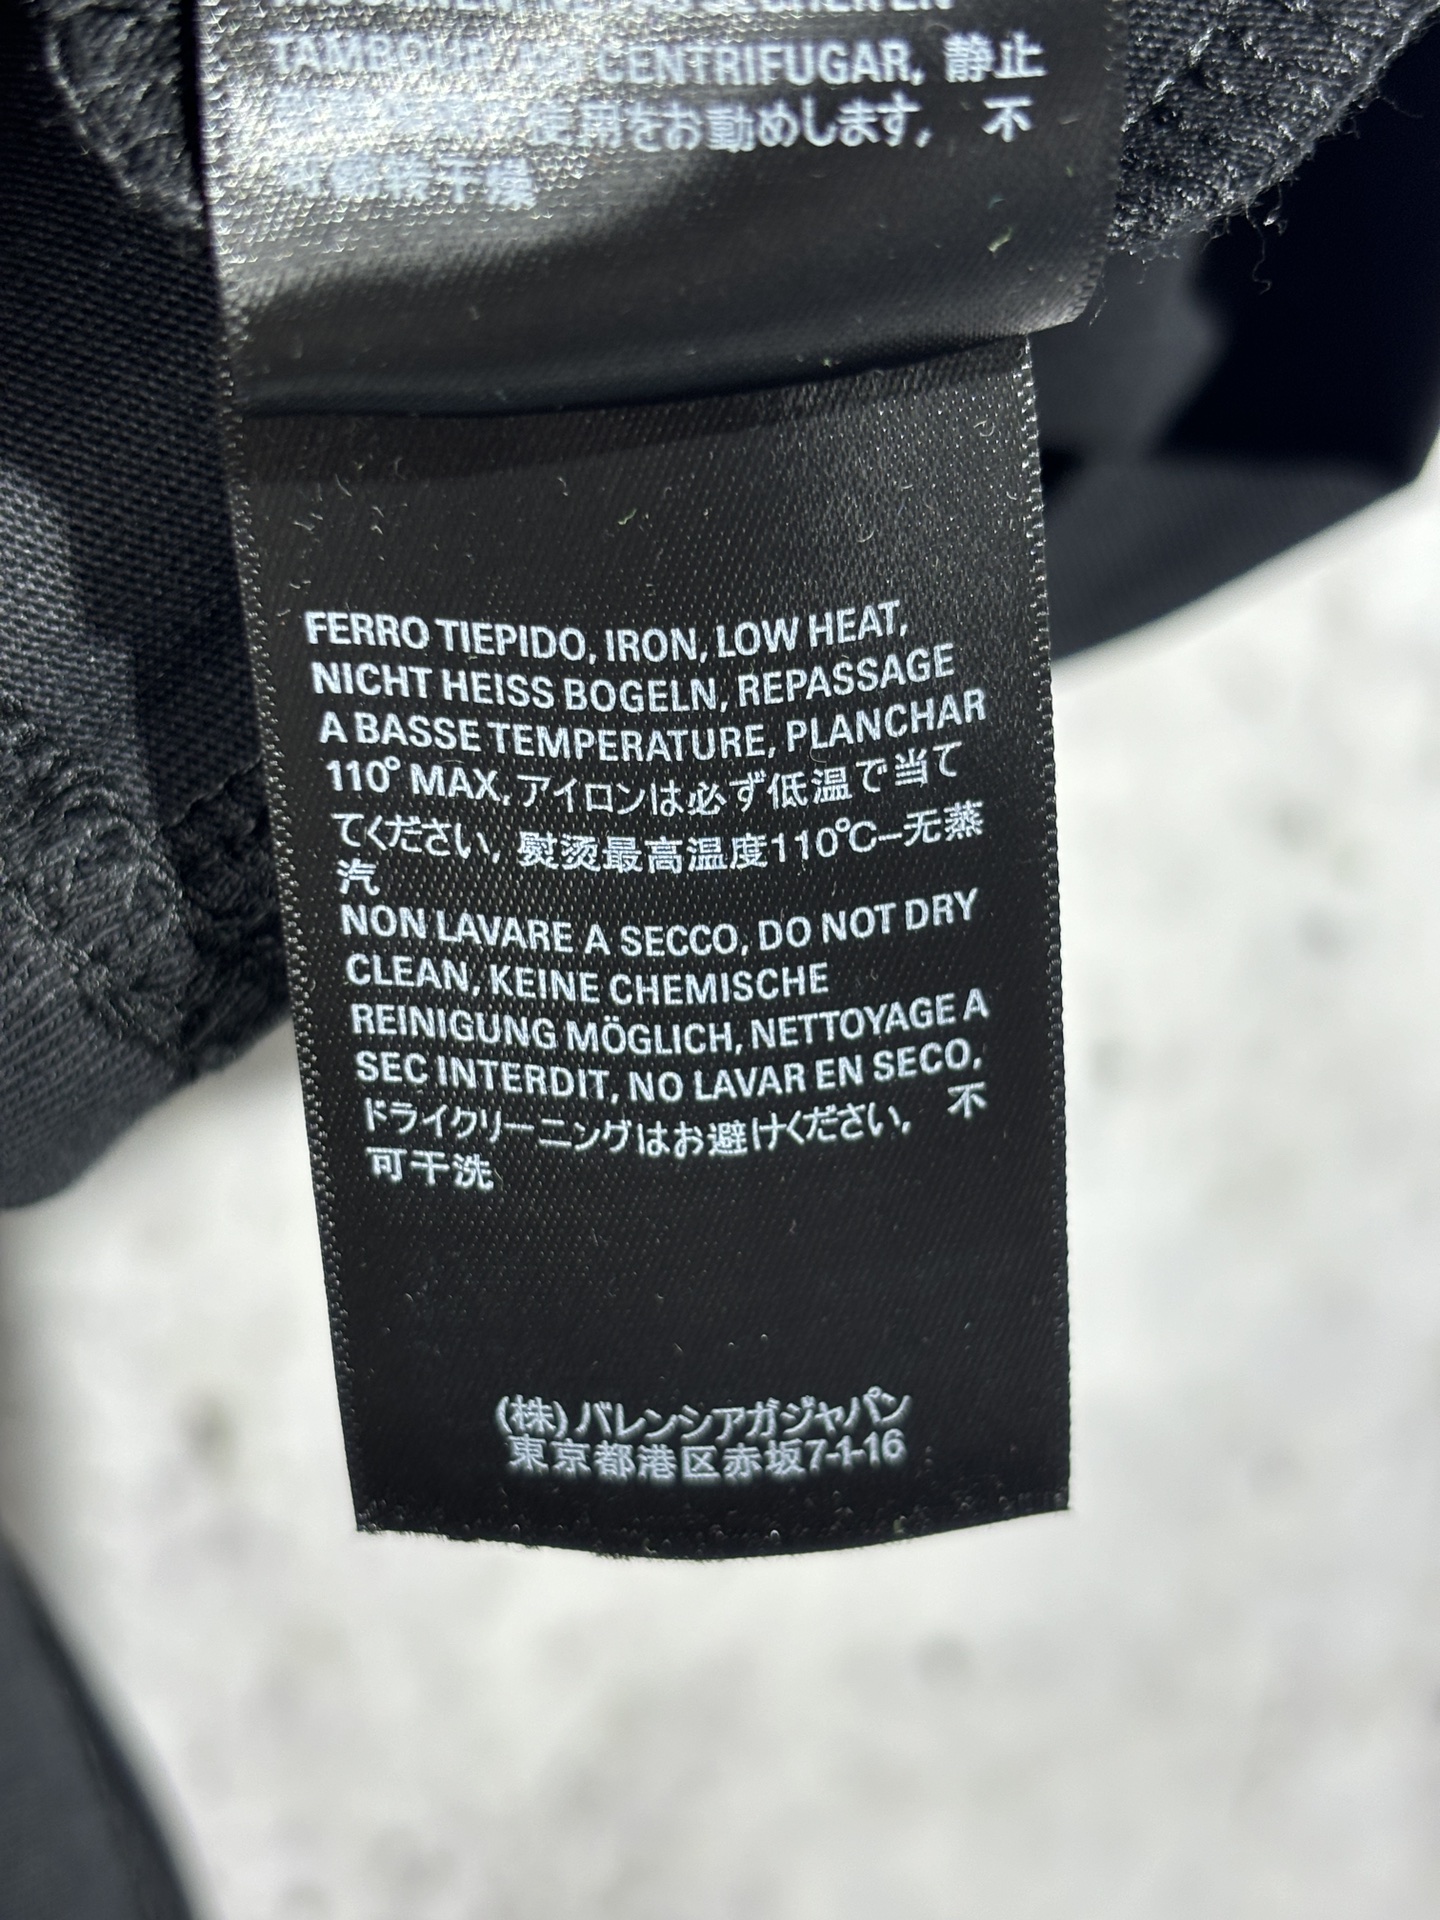 TAMBOUR, NO CENTRIFUGAR, 静止
使用をお勧めします。 不
可翻转干燥
FERRO TIEPIDO, IRON, LOW HEAT,
NICHT HEISS BOGELN, REPASSAGE
A BASSE TEMPERATURE, PLANCHAR
110° MAX, アイロンは必ず低温で当て
てください, 熨烫最高温度110℃–无蒸
汽
NON LAVARE A SECCO, DO NOT DRY
CLEAN, KEINE CHEMISCHE
REINIGUNG MÖGLICH, NETTOYAGE A
SEC INTERDIT, NO LAVAR EN SECO,
ドライクリーニングはお避けください。 不
可干洗
(株) バレンシアガジャパン
東京都港区赤坂7-1-16